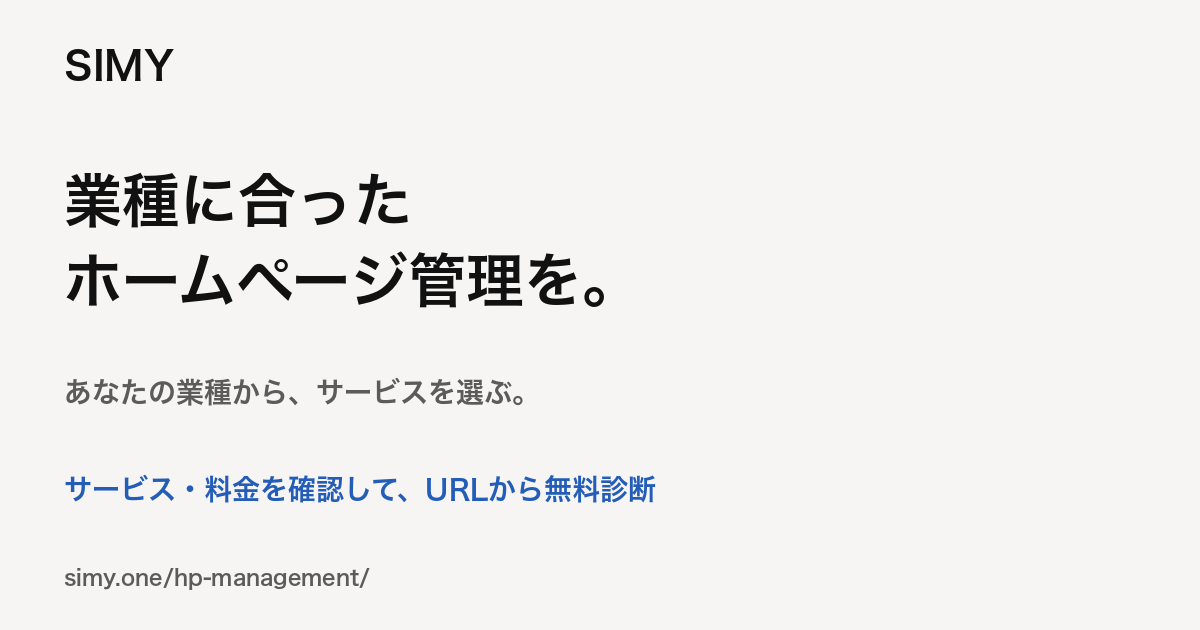 SIMY
業種に合った
ホームページ管理を。
あなたの業種から、サービスを選ぶ。
サービス・料金を確認して、URLから無料診断
simy.one/hp-management/